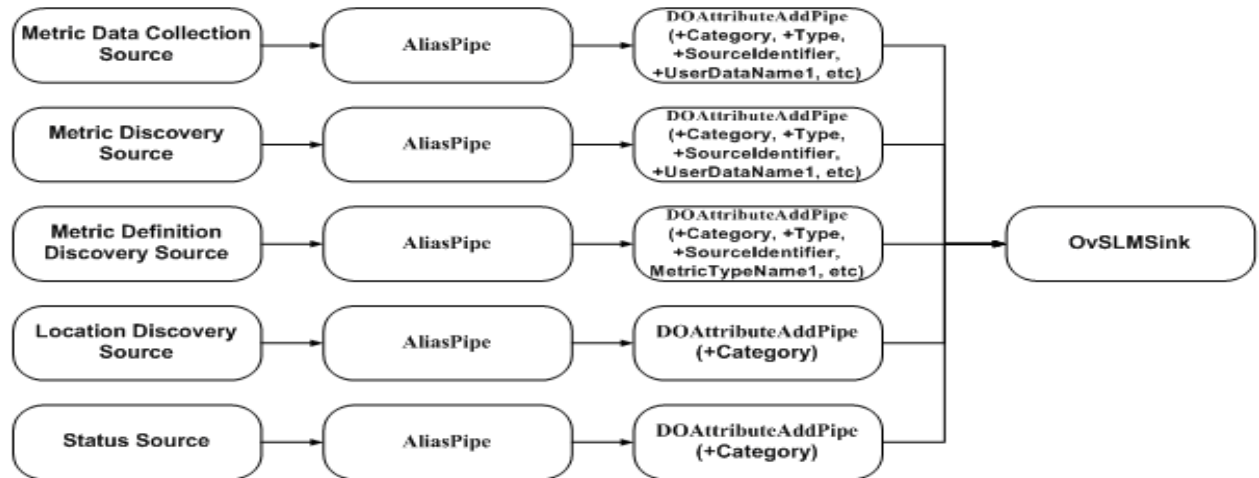 Metric Data Collection
Source
AliasPipe
DOAttributeAddPipe
(+Category, +Type,
+SourceIdentifier,
+UserDataName1, etc)
Metric Discovery
Source
AliasPipe
DOAttributeAddPipe
(+Category, +Type,
+SourceIdentifier,
+UserDataName1, etc)
Metric Definition
Discovery Source
AliasPipe
DOAttributeAddPipe
(+Category, +Type,
+SourceIdentifier,
MetricTypeName1, etc)
OvSLMSink
Location Discovery
Source
AliasPipe
DOAttributeAddPipe
(+Category)
Status Source
AliasPipe
DOAttributeAddPipe
(+Category)